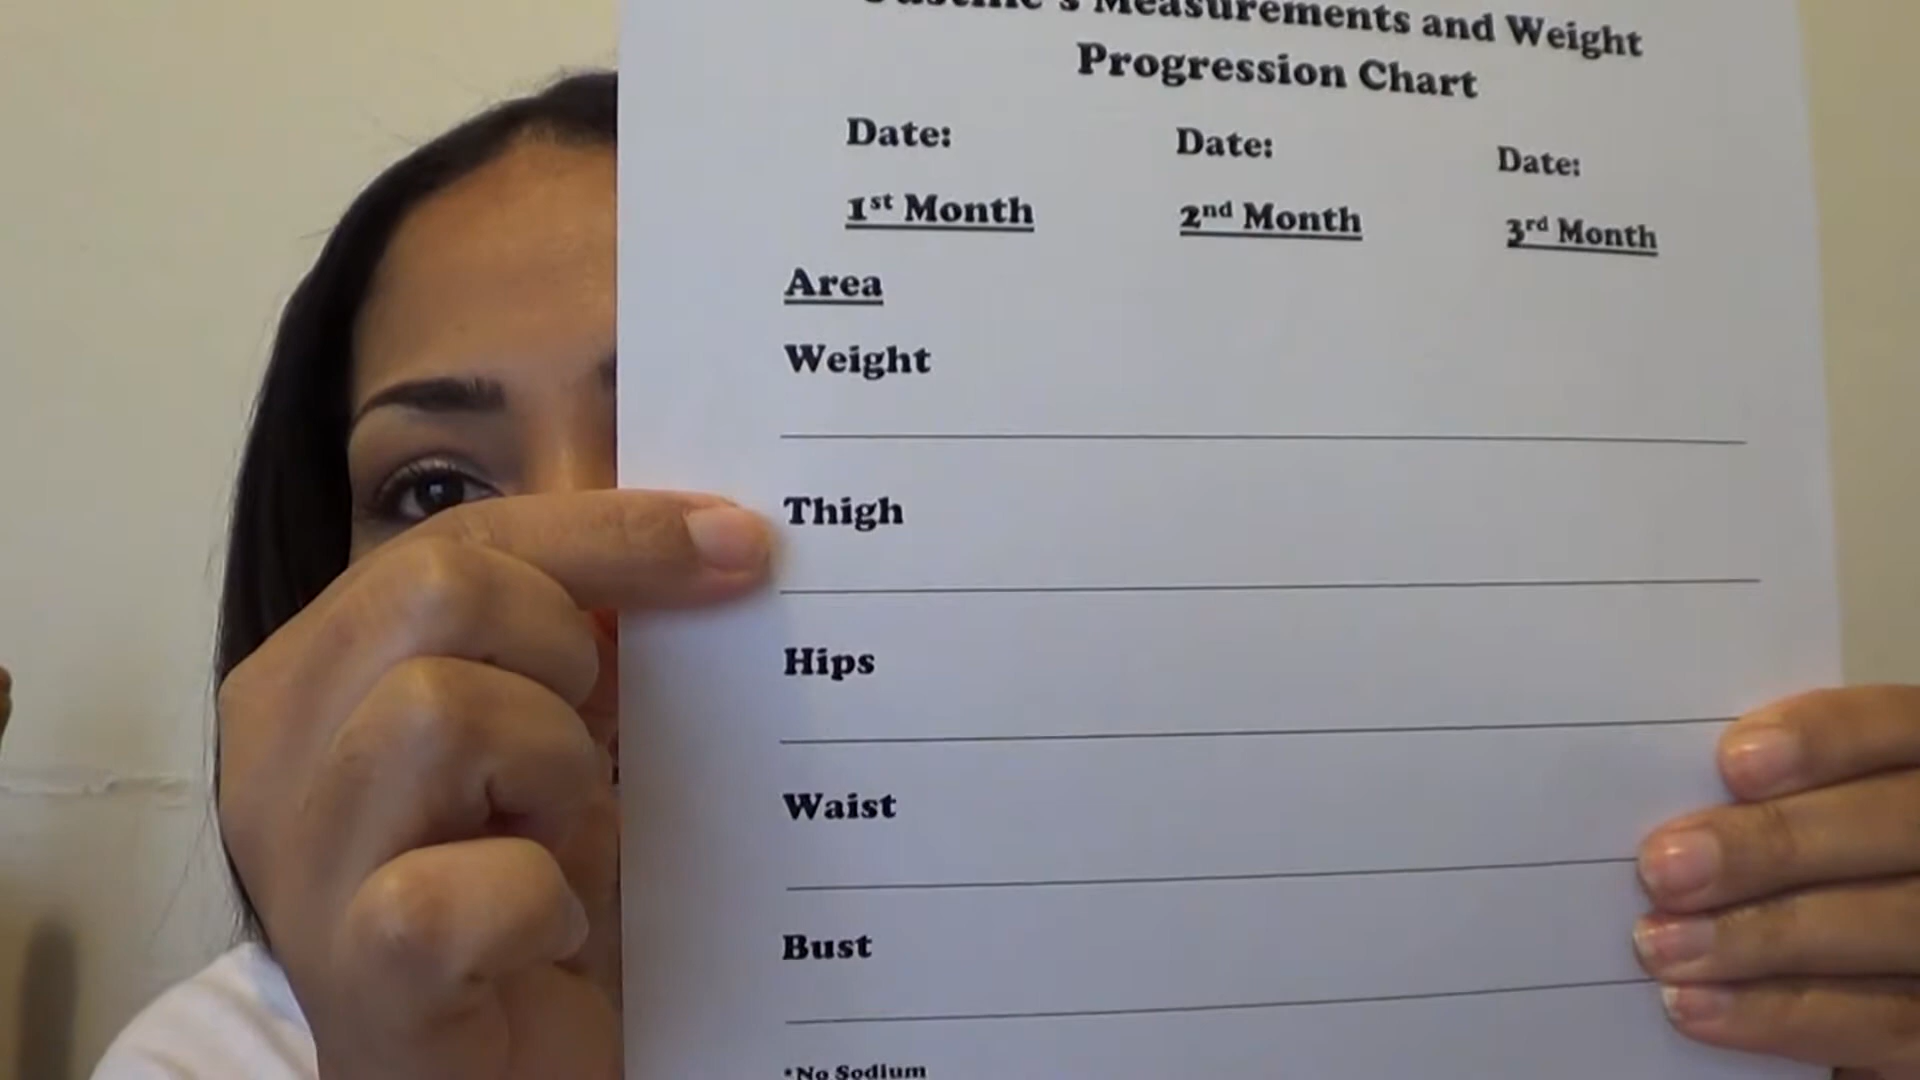 Measurements and Weight
Progression Chart
Date: Date: Date:
1st Month 2nd Month 3rd Month
Area
Weight
Thigh
Hips
Waist
Bust
*No Sodium